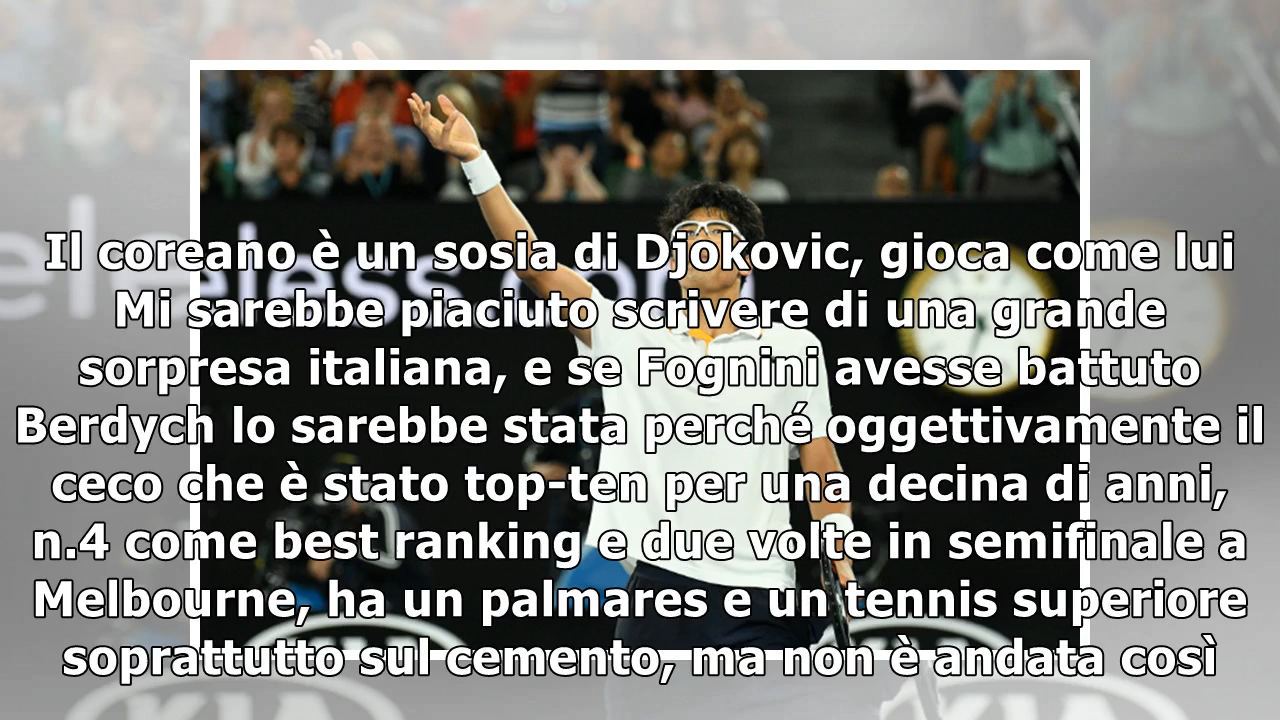 Il coreano è un sosia di Djokovic, gioca come lui
Mi sarebbe piaciuto scrivere di una grande
sorpresa italiana, e se Fognini avesse battuto
Berdych lo sarebbe stata perché oggettivamente il
ceco che è stato top-ten per una decina di anni,
n.4 come best ranking e due volte in semifinale a
Melbourne, ha un palmares e un tennis superiore
soprattutto sul cemento, ma non è andata così
KIA